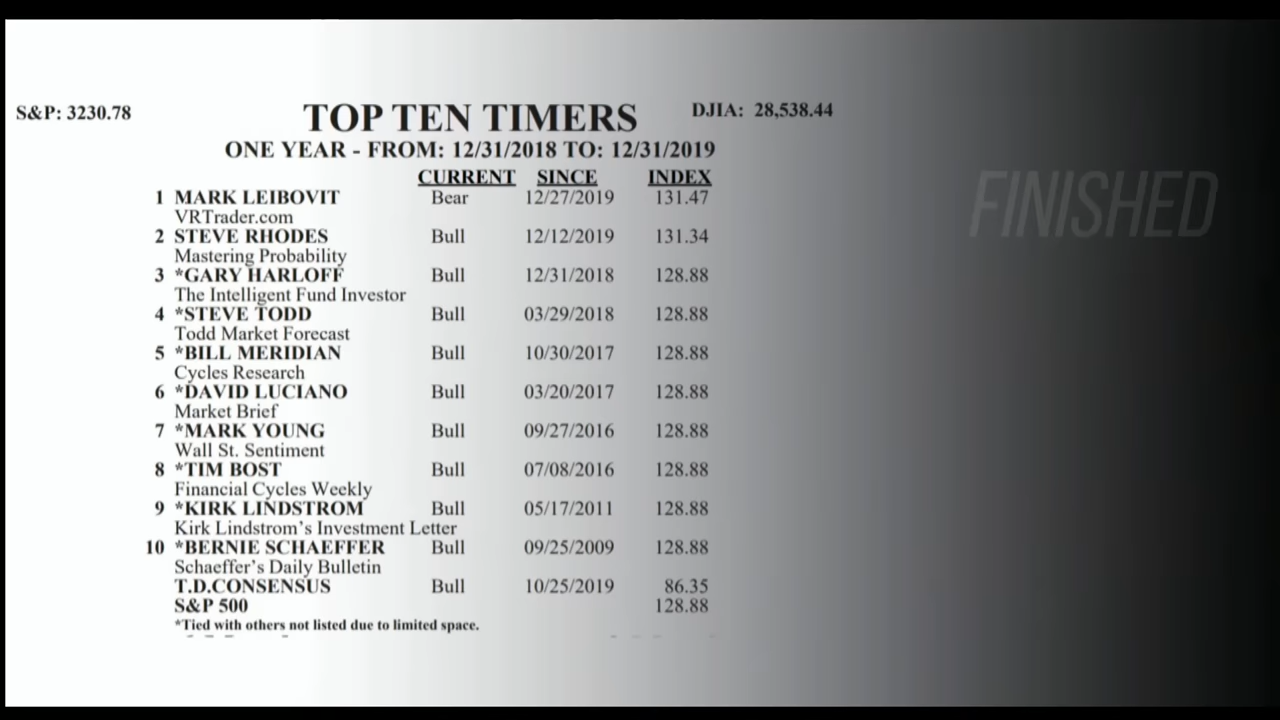 S&P: 3230.78 TOP TEN TIMERS DJIA: 28,538.44
ONE YEAR - FROM: 12/31/2018 TO: 12/31/2019
CURRENT SINCE INDEX
1 MARK LEIBOVIT Bear 12/27/2019 131.47
VRTrader.com
2 STEVE RHODES Bull 12/12/2019 131.34
Mastering Probability
3 *GARY HARLOFF Bull 12/31/2018 128.88
The Intelligent Fund Investor
4 *STEVE TODD Bull 03/29/2018 128.88
Todd Market Forecast
5 *BILL MERIDIAN Bull 10/30/2017 128.88
Cycles Research
6 *DAVID LUCIANO Bull 03/20/2017 128.88
Market Brief
7 *MARK YOUNG Bull 09/27/2016 128.88
Wall St. Sentiment
8 *TIM BOST Bull 07/08/2016 128.88
Financial Cycles Weekly
9 *KIRK LINDSTROM Bull 05/17/2011 128.88
Kirk Lindstrom's Investment Letter
10 *BERNIE SCHAEFFER Bull 09/25/2009 128.88
Schaeffer's Daily Bulletin
T.D.CONSENSUS Bull 10/25/2019 86.35
S&P 500 128.88
*Tied with others not listed due to limited space.
FINISHED